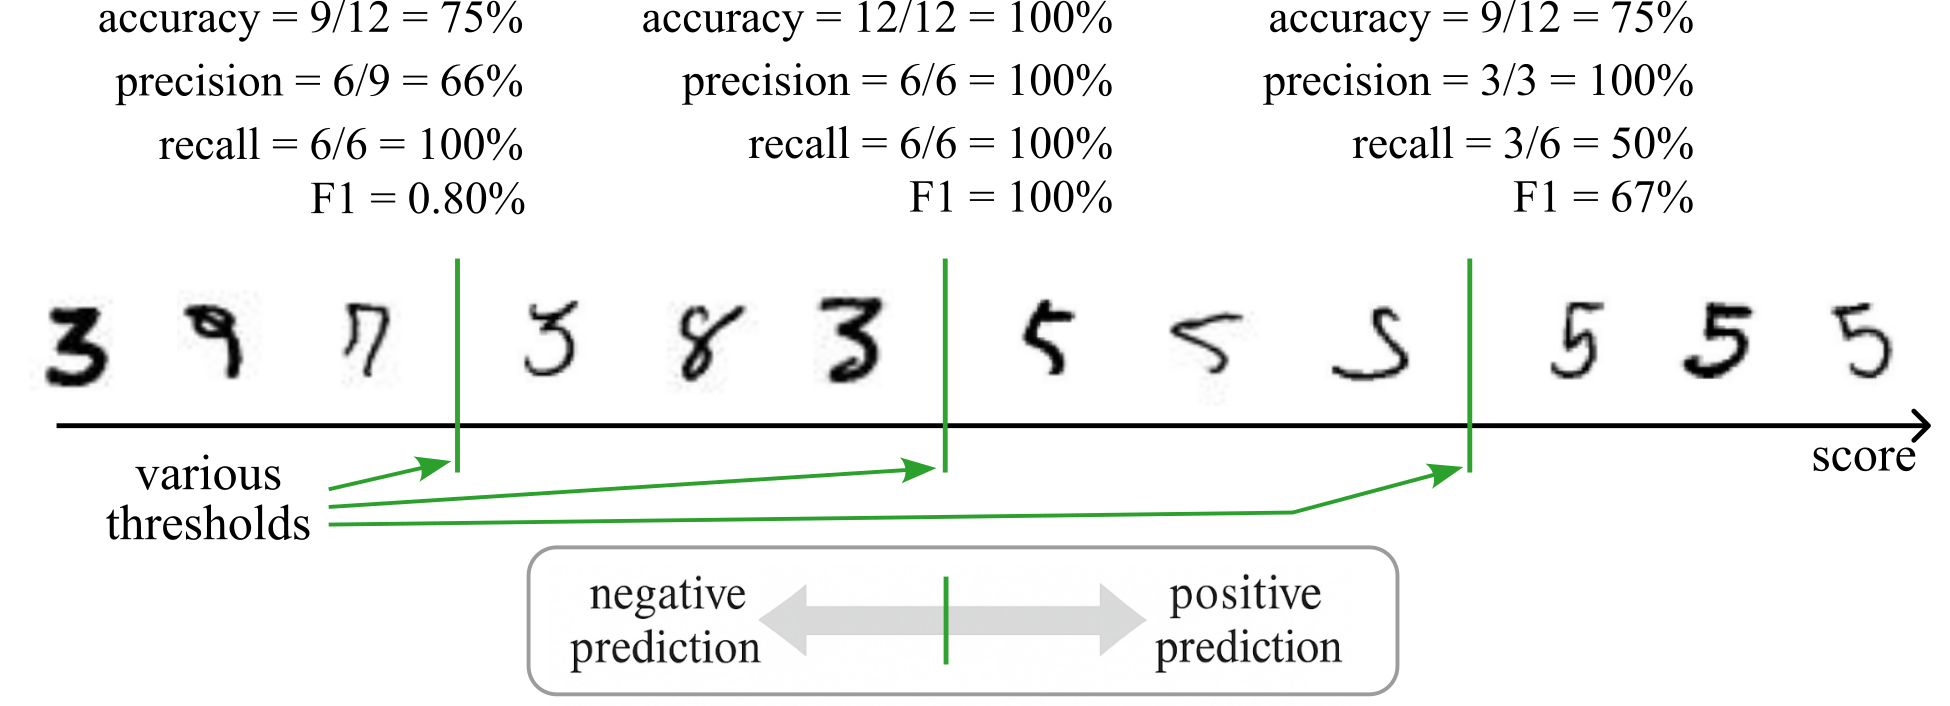 accuracy = 9/12 = 75%
precision = 6/9 = 66%
recall = 6/6 = 100%
F1 = 0.80%
accuracy = 12/12 = 100%
precision = 6/6 = 100%
recall = 6/6 = 100%
F1 = 100%
accuracy = 9/12 = 75%
precision = 3/3 = 100%
recall = 3/6 = 50%
F1 = 67%
3 9 7 3 8 3 5 5 5 5 5 5
score
various
thresholds
negative
prediction
positive
prediction